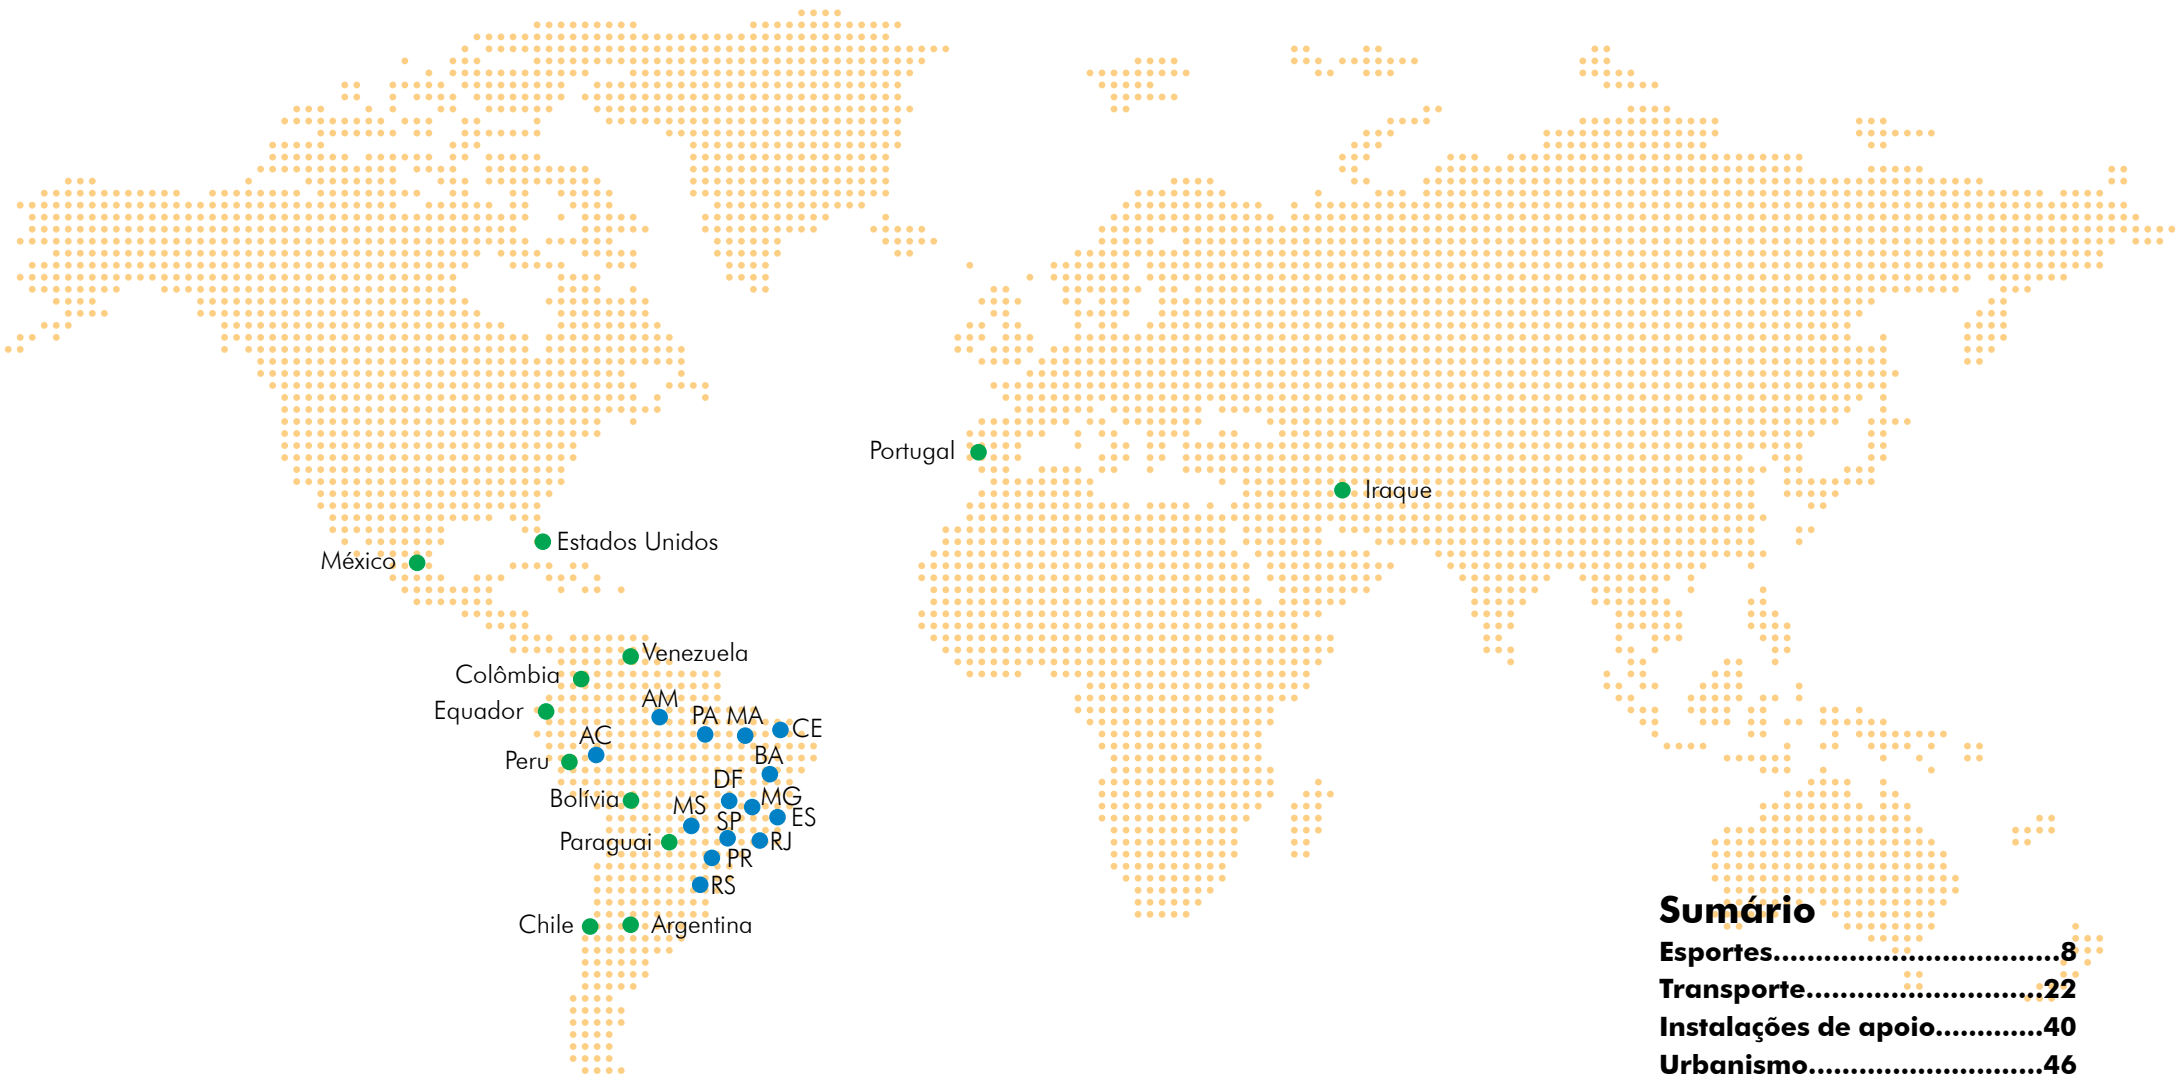 Portugal
Iraque
Estados Unidos
México
Venezuela
Colômbia
AM
Equador
PA MA
CE
AC
BA
Peru
DF
Bolívia
MG
MS
ES
SP
Paraguai
RJ
PR
RS
Chile
Argentina
Sumário
Esportes..................................8
Transporte............................22
Instalações de apoio.............40
Urbanismo............................46